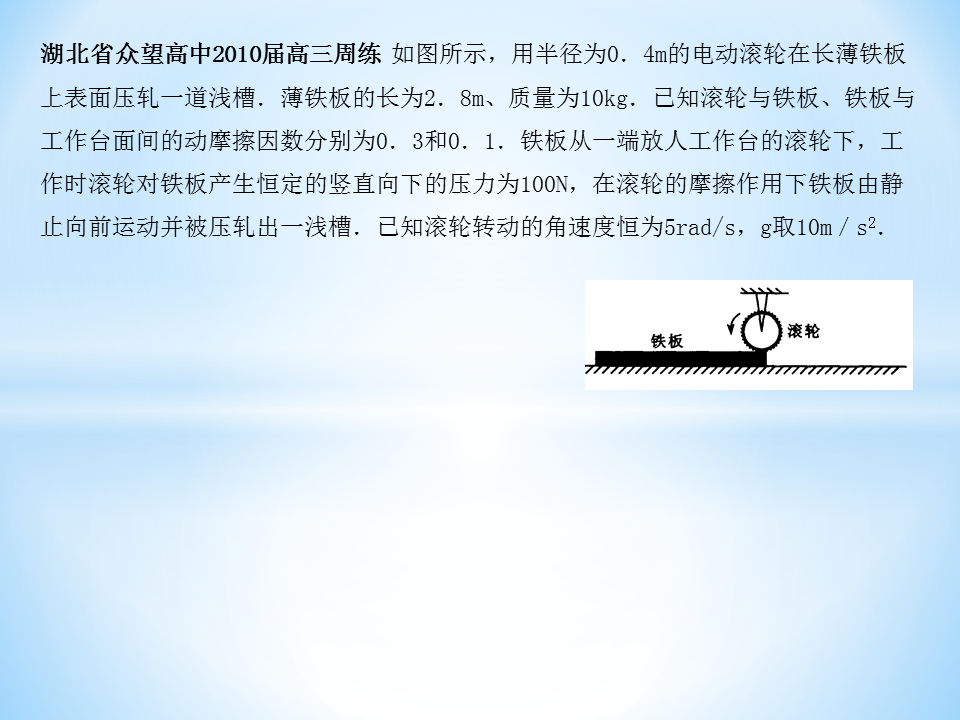 湖北省众望高中2010届高三周练 如图所示，用半径为0．4m的电动滚轮在长薄铁板
上表面压轧一道浅槽．薄铁板的长为2．8m、质量为10kg．已知滚轮与铁板、铁板与
工作台面间的动摩擦因数分别为0．3和0．1．铁板从一端放人工作台的滚轮下，工
作时滚轮对铁板产生恒定的竖直向下的压力为100N，在滚轮的摩擦作用下铁板由静
止向前运动并被压轧出一浅槽．已知滚轮转动的角速度恒为5rad/s，g取10m／s²．
滚轮
铁板